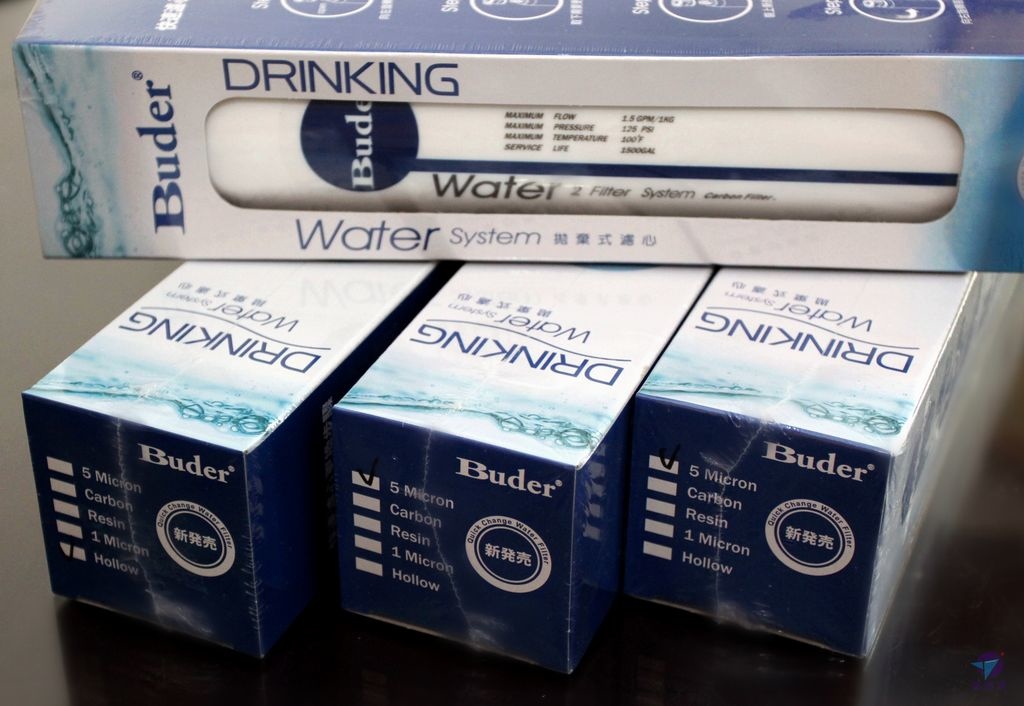 Step
Step
Step
Step
Buder®
DRINKING
Buder
MAXIMUM FLOW 1.5 GPM/1KG
MAXIMUM PRESSURE 125 PSI
MAXIMUM TEMPERATURE 100°F
SERVICE LIFE 1500GAL
Water 2 Filter System Carbon Filter.
Water System 拋棄式濾心
DRINKING
Water System
拋棄式濾心
DRINKING
Water System
拋棄式濾心
DRINKING
Water System
拋棄式濾心
Buder®
5 Micron
Carbon
Resin
1 Micron
Hollow
Quick Change Water Filter
新発売
Buder®
5 Micron
Carbon
Resin
1 Micron
Hollow
Quick Change Water Filter
新発売
Buder®
5 Micron
Carbon
Resin
1 Micron
Hollow
Quick Change Water Filter
新発売